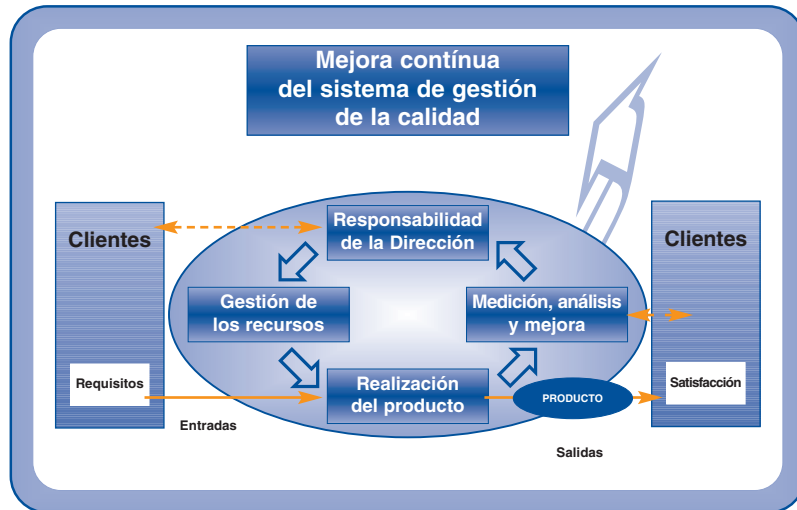 Mejora contínua
del sistema de gestión
de la calidad
Clientes
Responsabilidad
de la Dirección
Clientes
Gestión de
los recursos
Medición, análisis
y mejora
Requisitos
Realización
del producto
PRODUCTO
Satisfacción
Entradas
Salidas